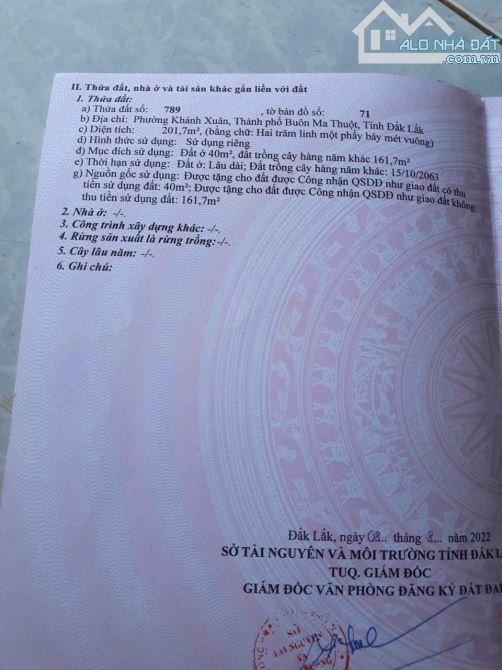 ALO NHÀ ĐẤT
.com.vn
II. Thửa đất, nhà ở và tài sản khác gắn liền với đất
1. Thửa đất:
a) Thửa đất số: 789 , tờ bản đồ số: 71
b) Địa chỉ: Phường Khánh Xuân, Thành phố Buôn Ma Thuột, Tỉnh Đắk Lắk
c) Diện tích: 201,7m², (bằng chữ: Hai trăm linh một phẩy bảy mét vuông)
d) Hình thức sử dụng: Sử dụng riêng
đ) Mục đích sử dụng: Đất ở 40m², đất trồng cây hàng năm khác 161,7m²
e) Thời hạn sử dụng: Đất ở: Lâu dài; Đất trồng cây hàng năm khác: 15/10/2063
g) Nguồn gốc sử dụng: Được tặng cho đất được Công nhận QSDĐ như giao đất có thu
tiền sử dụng đất: 40m²; Được tặng cho đất được Công nhận QSDĐ như giao đất không
thu tiền sử dụng đất: 161,7m²
2. Nhà ở: -/-.
3. Công trình xây dựng khác: -/-.
4. Rừng sản xuất là rừng trồng:-/-.
5. Cây lâu năm: -/-.
6. Ghi chú:
Đắk Lắk, ngày 08.. tháng 8... năm 2022
SỞ TÀI NGUYÊN VÀ MÔI TRƯỜNG TỈNH ĐẮK L
TUQ. GIÁM ĐỐC
GIÁM ĐỐC VĂN PHÒNG ĐĂNG KÝ ĐẤT ĐAI
SỞ
TÀI NGUYÊN
VÀ